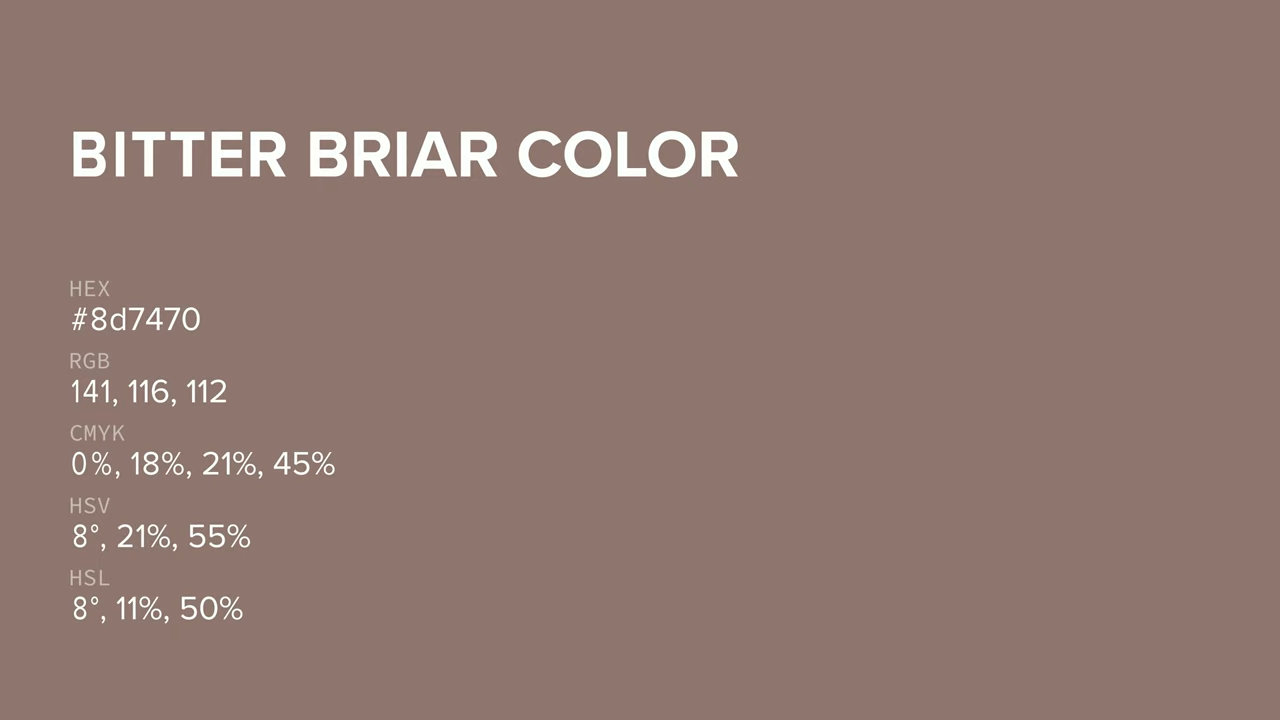 BITTER BRIAR COLOR
HEX
#8d7470
RGB
141, 116, 112
CMYK
0%, 18%, 21%, 45%
HSV
8°, 21%, 55%
HSL
8°, 11%, 50%